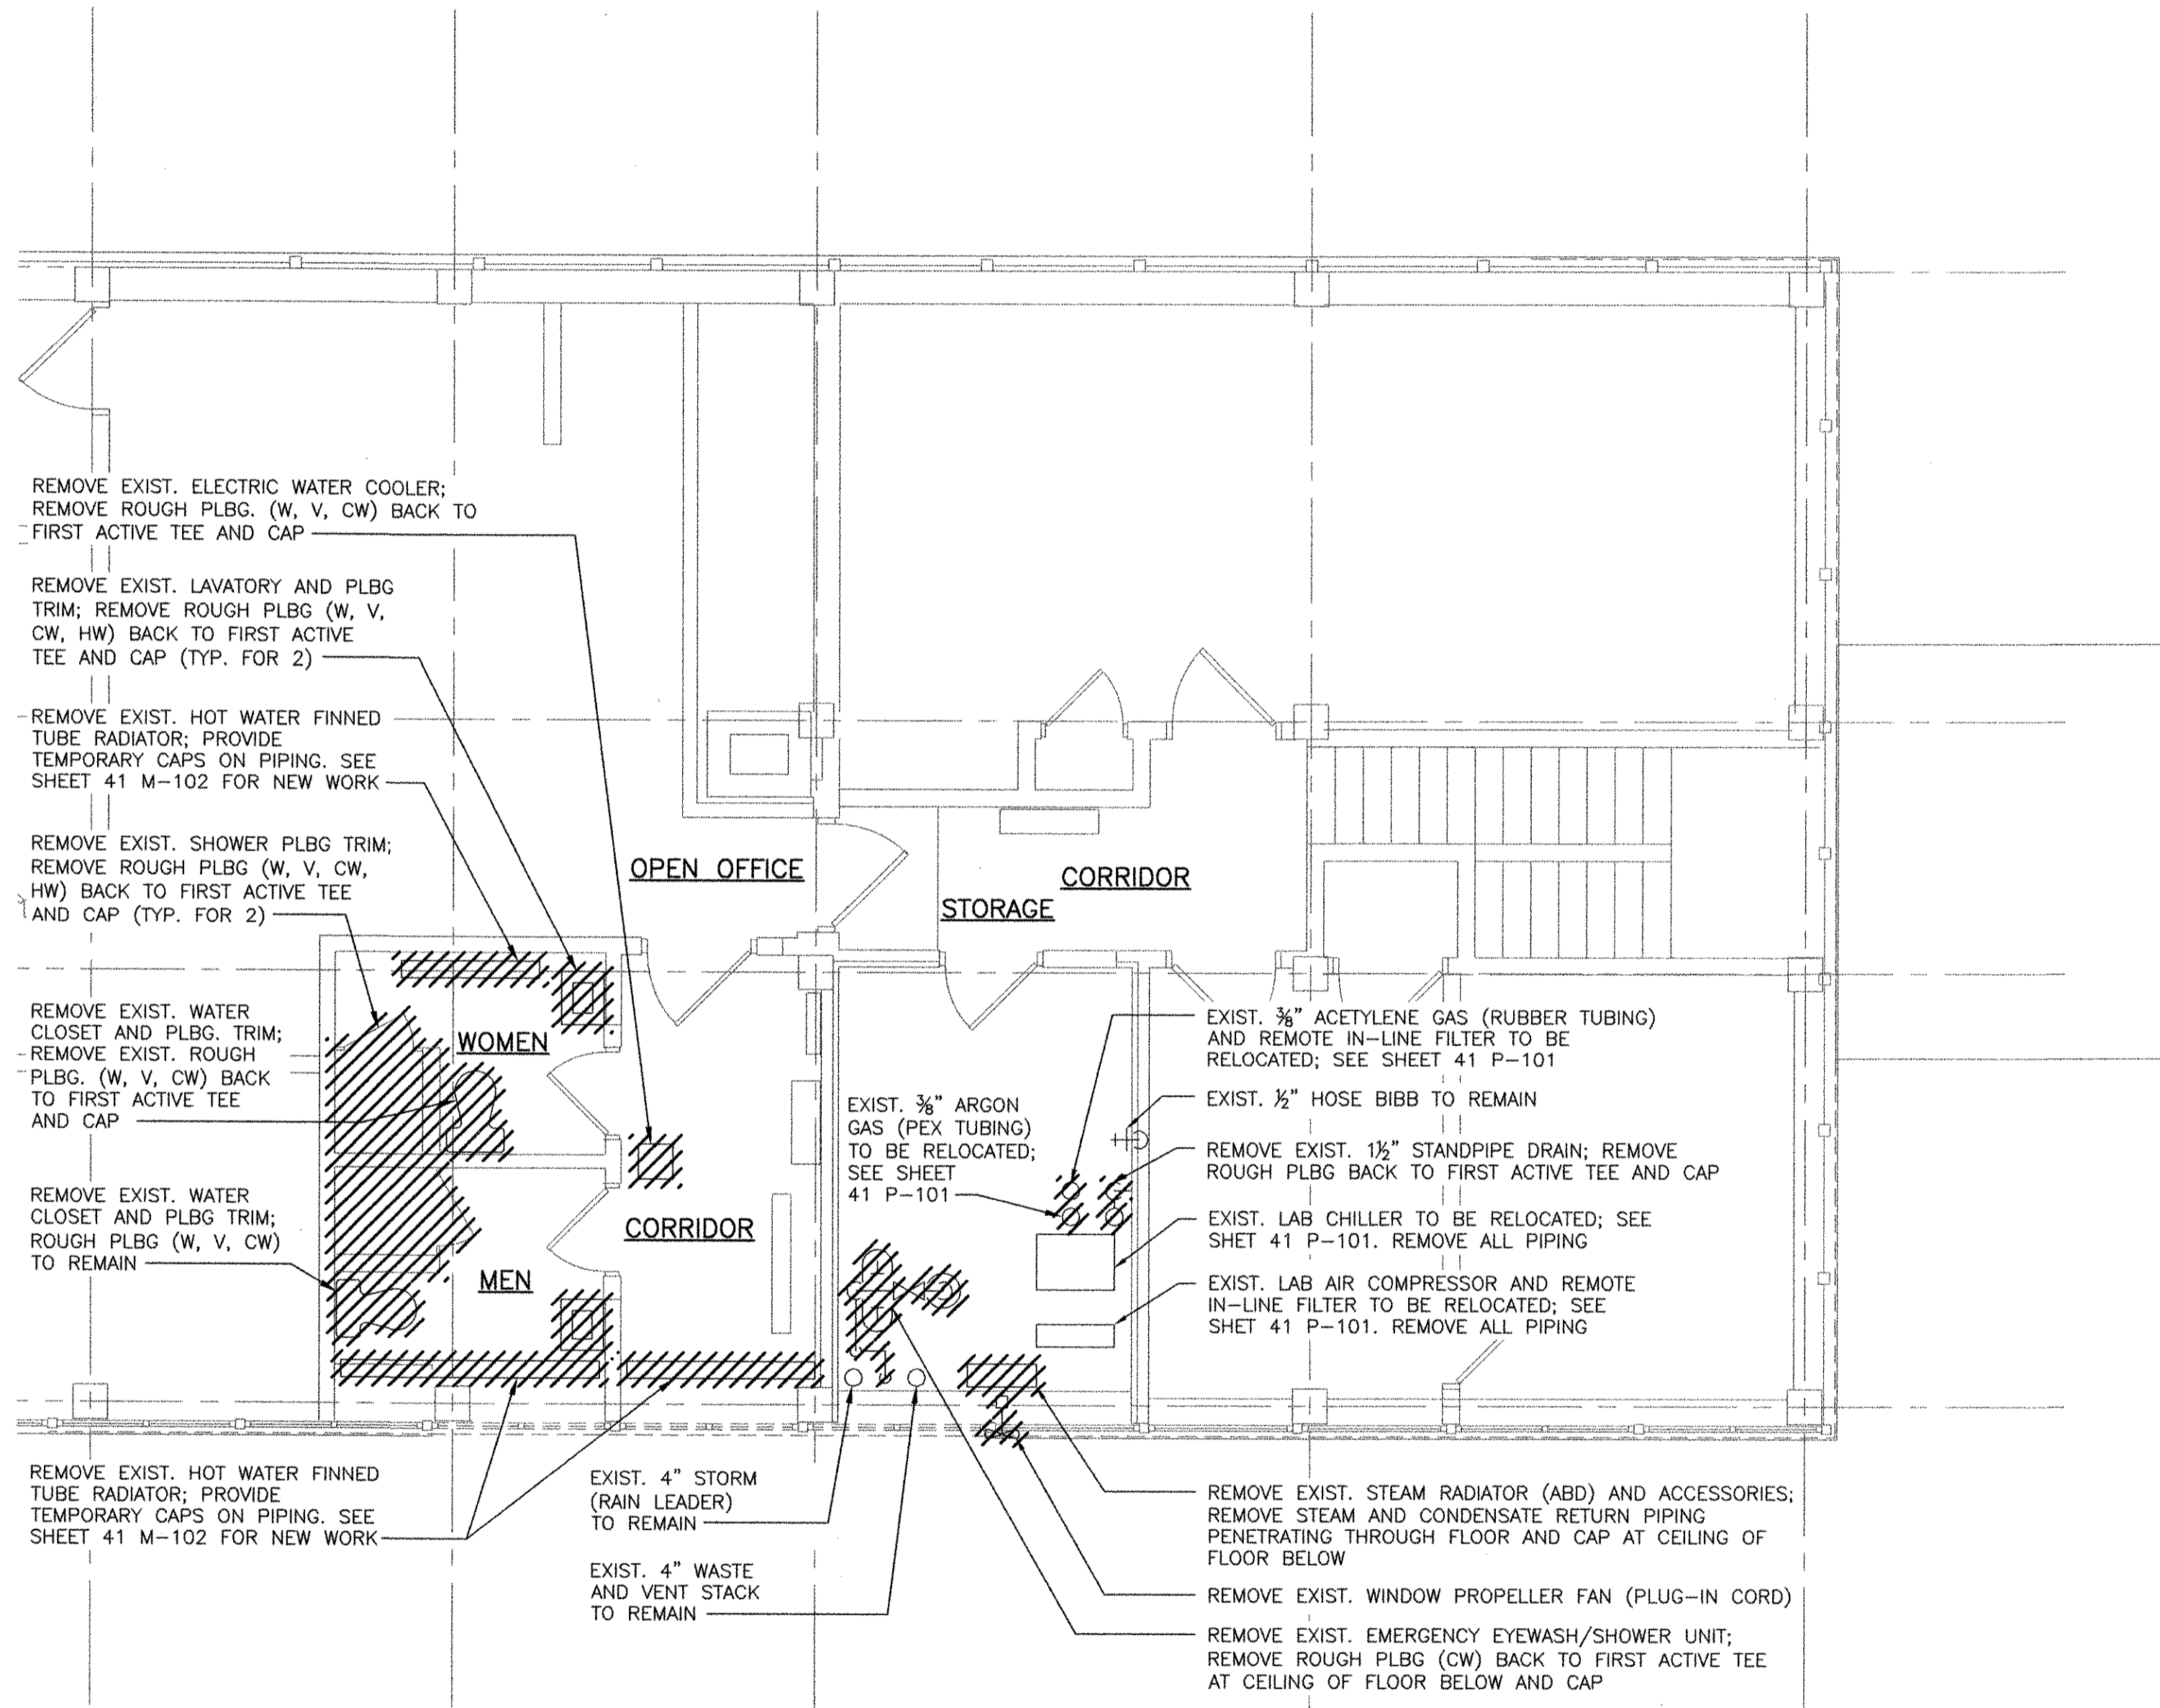 REMOVE EXIST. ELECTRIC WATER COOLER;
REMOVE ROUGH PLBG. (W, V, CW) BACK TO
FIRST ACTIVE TEE AND CAP
REMOVE EXIST. LAVATORY AND PLBG
TRIM; REMOVE ROUGH PLBG (W, V,
CW, HW) BACK TO FIRST ACTIVE
TEE AND CAP (TYP. FOR 2)
REMOVE EXIST. HOT WATER FINNED
TUBE RADIATOR; PROVIDE
TEMPORARY CAPS ON PIPING. SEE
SHEET 41 M-102 FOR NEW WORK
REMOVE EXIST. SHOWER PLBG TRIM;
REMOVE ROUGH PLBG (W, V, CW,
HW) BACK TO FIRST ACTIVE TEE
AND CAP (TYP. FOR 2)
REMOVE EXIST. WATER
CLOSET AND PLBG. TRIM;
REMOVE EXIST. ROUGH
PLBG. (W, V, CW) BACK
TO FIRST ACTIVE TEE
AND CAP
REMOVE EXIST. WATER
CLOSET AND PLBG TRIM;
ROUGH PLBG (W, V, CW)
TO REMAIN
REMOVE EXIST. HOT WATER FINNED
TUBE RADIATOR; PROVIDE
TEMPORARY CAPS ON PIPING. SEE
SHEET 41 M-102 FOR NEW WORK
OPEN OFFICE
CORRIDOR
STORAGE
WOMEN
CORRIDOR
MEN
EXIST. ⅜" ARGON
GAS (PEX TUBING)
TO BE RELOCATED;
SEE SHEET
41 P-101
EXIST. 4" STORM
(RAIN LEADER)
TO REMAIN
EXIST. 4" WASTE
AND VENT STACK
TO REMAIN
EXIST. ⅜" ACETYLENE GAS (RUBBER TUBING)
AND REMOTE IN-LINE FILTER TO BE
RELOCATED; SEE SHEET 41 P-101
EXIST. ½" HOSE BIBB TO REMAIN
REMOVE EXIST. 1½" STANDPIPE DRAIN; REMOVE
ROUGH PLBG BACK TO FIRST ACTIVE TEE AND CAP
EXIST. LAB CHILLER TO BE RELOCATED; SEE
SHET 41 P-101. REMOVE ALL PIPING
EXIST. LAB AIR COMPRESSOR AND REMOTE
IN-LINE FILTER TO BE RELOCATED; SEE
SHET 41 P-101. REMOVE ALL PIPING
REMOVE EXIST. STEAM RADIATOR (ABD) AND ACCESSORIES;
REMOVE STEAM AND CONDENSATE RETURN PIPING
PENETRATING THROUGH FLOOR AND CAP AT CEILING OF
FLOOR BELOW
REMOVE EXIST. WINDOW PROPELLER FAN (PLUG-IN CORD)
REMOVE EXIST. EMERGENCY EYEWASH/SHOWER UNIT;
REMOVE ROUGH PLBG (CW) BACK TO FIRST ACTIVE TEE
AT CEILING OF FLOOR BELOW AND CAP